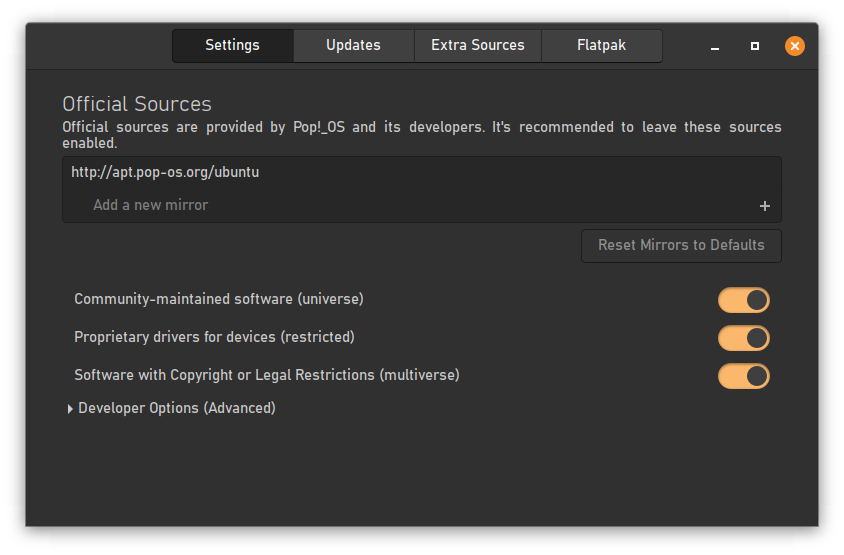 Settings
Updates
Extra Sources
Flatpak
Official Sources
Official sources are provided by Pop!_OS and its developers. It's recommended to leave these sources
enabled.
http://apt.pop-os.org/ubuntu
Add a new mirror
Reset Mirrors to Defaults
Community-maintained software (universe)
Proprietary drivers for devices (restricted)
Software with Copyright or Legal Restrictions (multiverse)
Developer Options (Advanced)